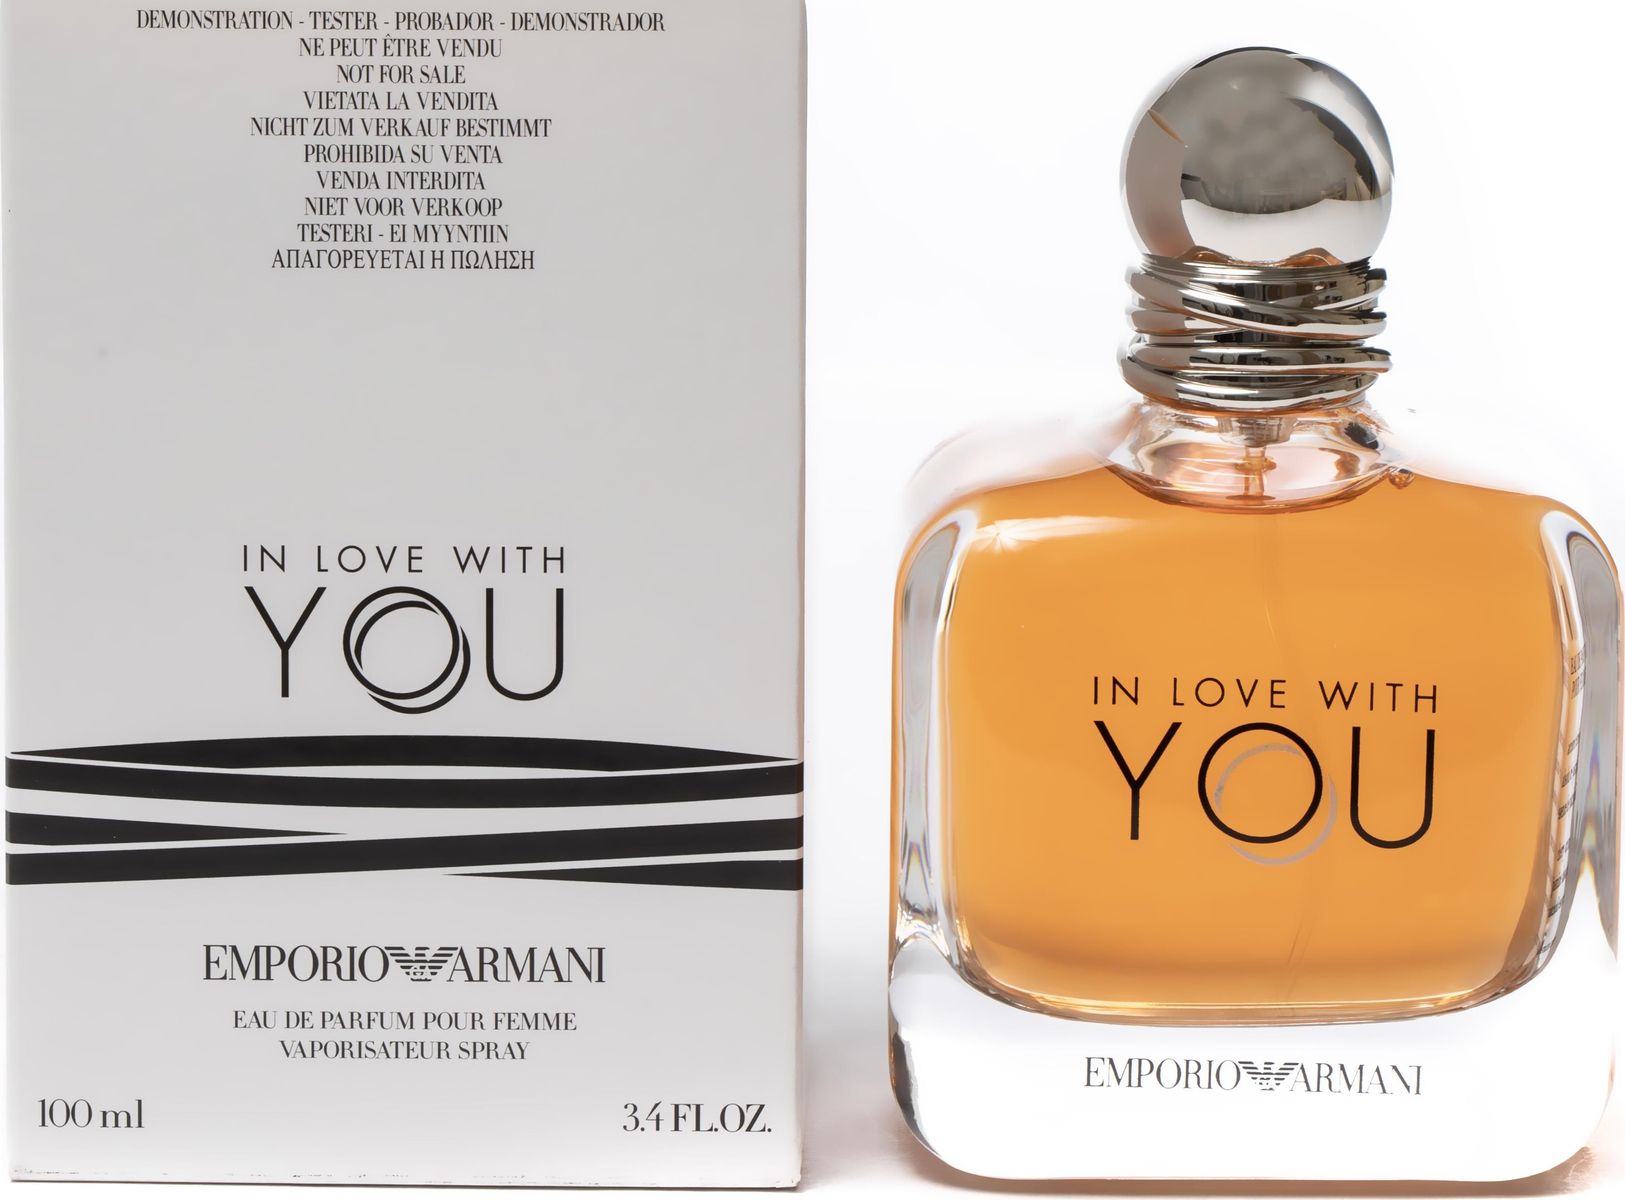 DEMONSTRATION - TESTER - PROBADOR - DEMONSTRADOR
NE PEUT ÊTRE VENDU
NOT FOR SALE
VIETATA LA VENDITA
NICHT ZUM VERKAUF BESTIMMT
PROHIBIDA SU VENTA
VENDA INTERDITA
NIET VOOR VERKOOP
TESTERI - EI MYYNTIIN
ΑΠΑΓΟΡΕΥΕΤΑΙ Η ΠΩΛΗΣΗ
IN LOVE WITH
YOU
EMPORIO ARMANI
EAU DE PARFUM POUR FEMME
VAPORISATEUR SPRAY
100 ml
3.4 FL.OZ.
IN LOVE WITH
YOU
EMPORIO ARMANI